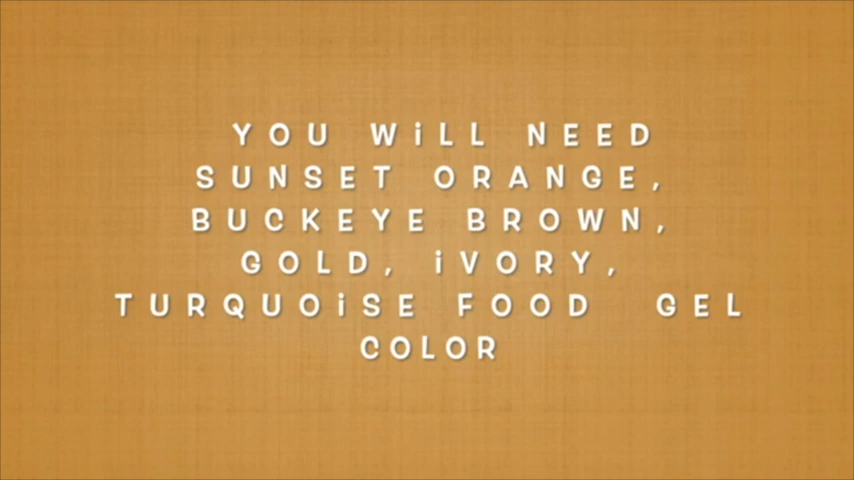 YOU WiLL NEED
SUNSET ORANGE,
BUCKEYE BROWN,
GOLD, iVORY,
TURQUOiSE FOOD GEL
COLOR